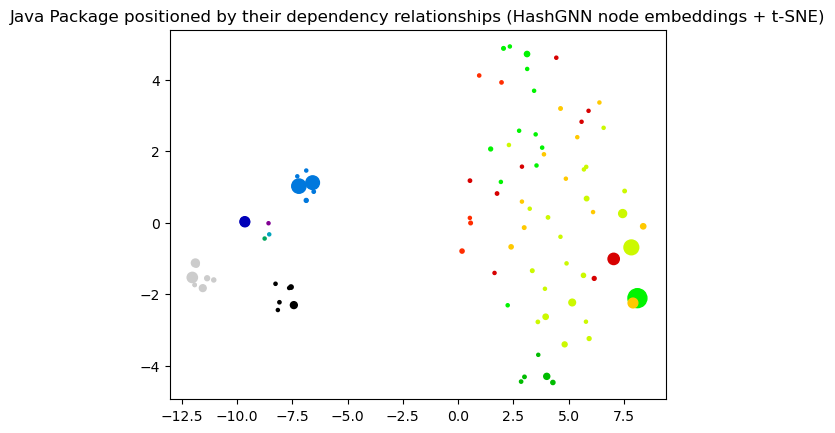 Java Package positioned by their dependency relationships (HashGNN node embeddings + t-SNE)
4
2
0
−2
−4
−12.5 −10.0 −7.5 −5.0 −2.5 0.0 2.5 5.0 7.5